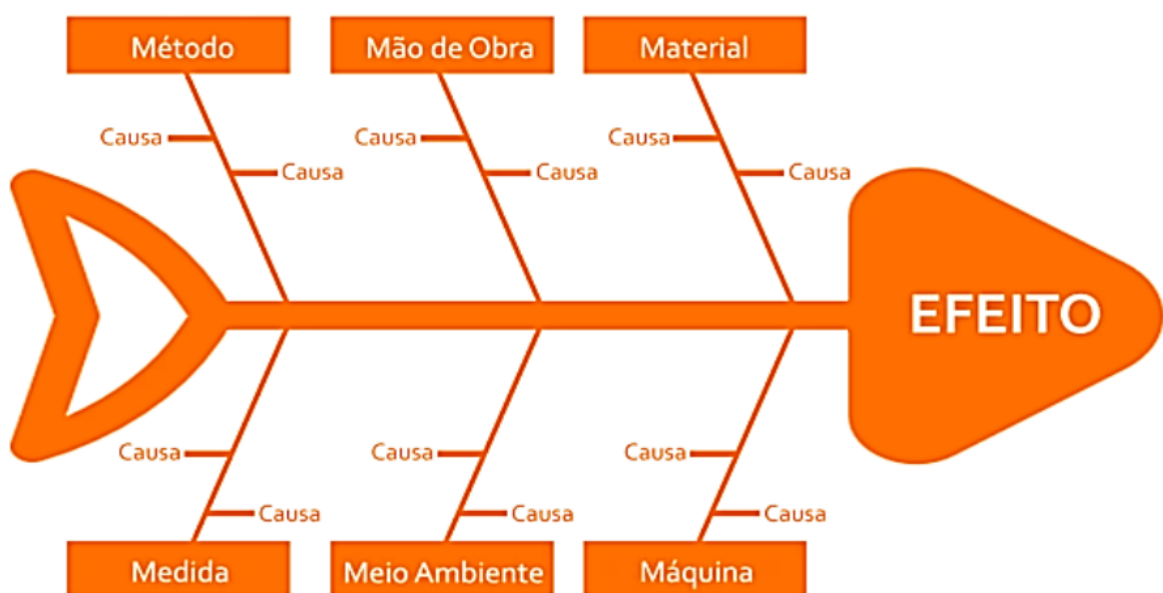 Método
Mão de Obra
Material
Causa
Causa
Causa
Causa
Causa
Causa
EFEITO
Causa
Causa
Causa
Causa
Causa
Causa
Medida
Meio Ambiente
Máquina